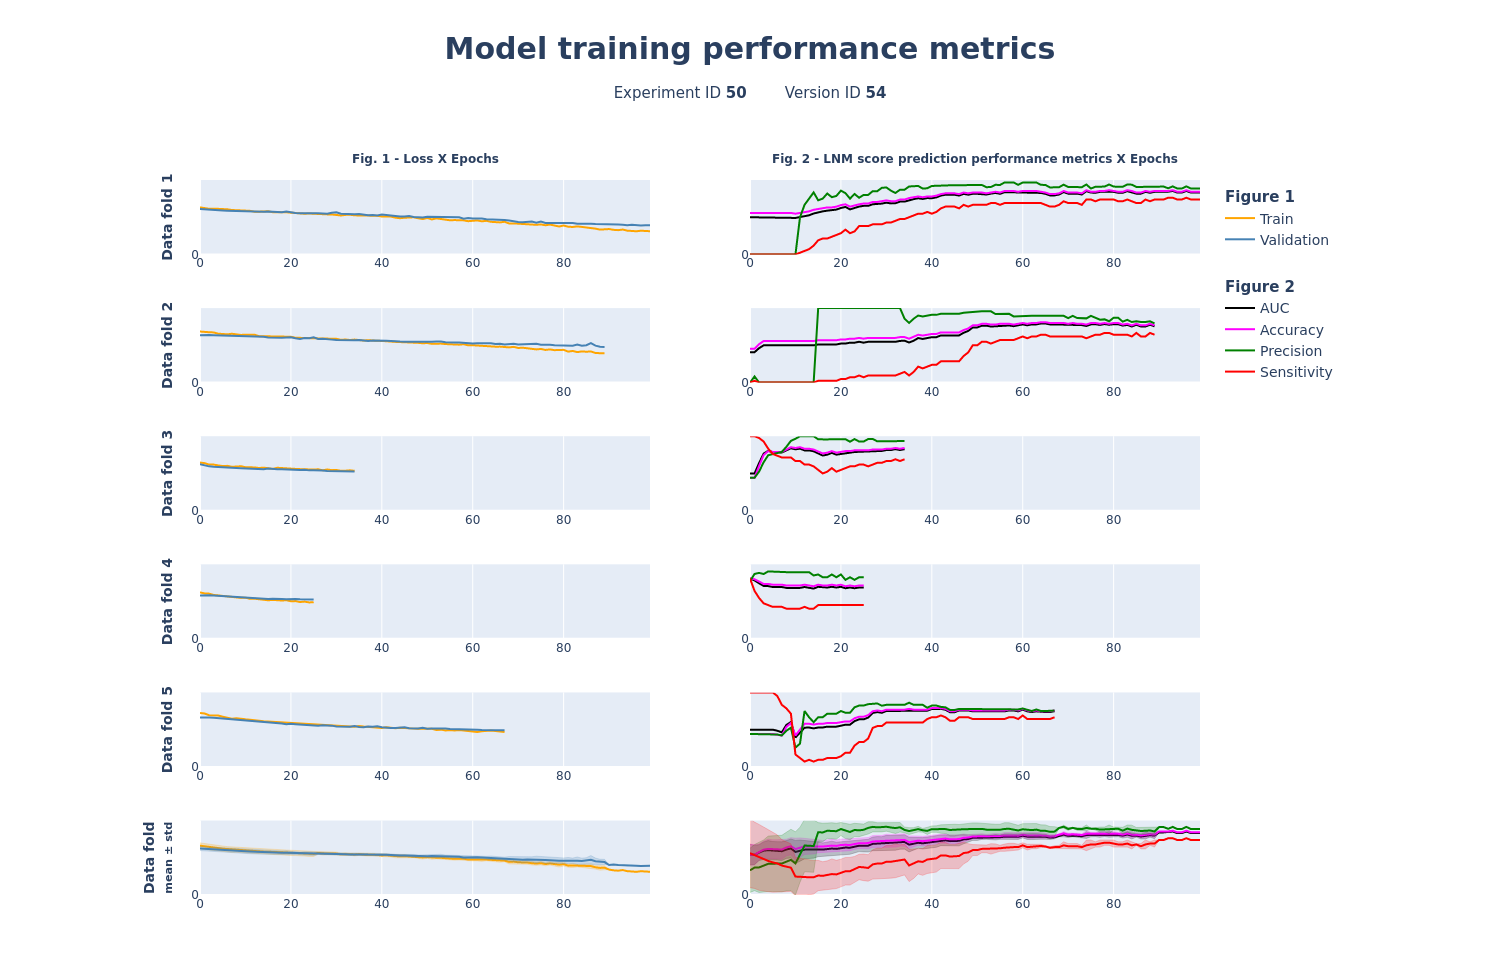 Model training performance metrics
Experiment ID 50 Version ID 54
Fig. 1 - Loss X Epochs
Fig. 2 - LNM score prediction performance metrics X Epochs
Data fold 1
0
0 20 40 60 80
0
0 20 40 60 80
Figure 1
Train
Validation
Figure 2
AUC
Accuracy
Precision
Sensitivity
Data fold 2
0
0 20 40 60 80
0
0 20 40 60 80
Data fold 3
0
0 20 40 60 80
0
0 20 40 60 80
Data fold 4
0
0 20 40 60 80
0
0 20 40 60 80
Data fold 5
0
0 20 40 60 80
0
0 20 40 60 80
Data fold
mean ± std
0
0 20 40 60 80
0
0 20 40 60 80